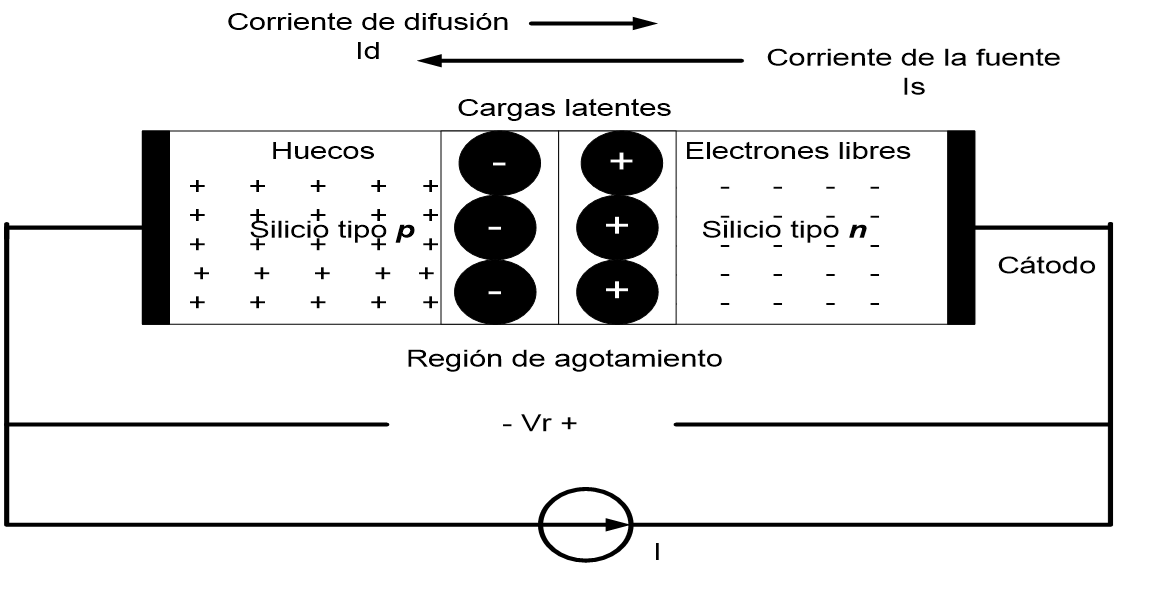 Corriente de difusión
Id
Corriente de la fuente
Is
Cargas latentes
Huecos
- +
Electrones libres
+ + + + +
- - - -
+ + + + +
- - - -
Silicio tipo p
- +
Silicio tipo n
+ + + + +
- - - -
Cátodo
+ + + + +
- - - -
- +
+ + + + +
- - - -
Región de agotamiento
- Vr +
I